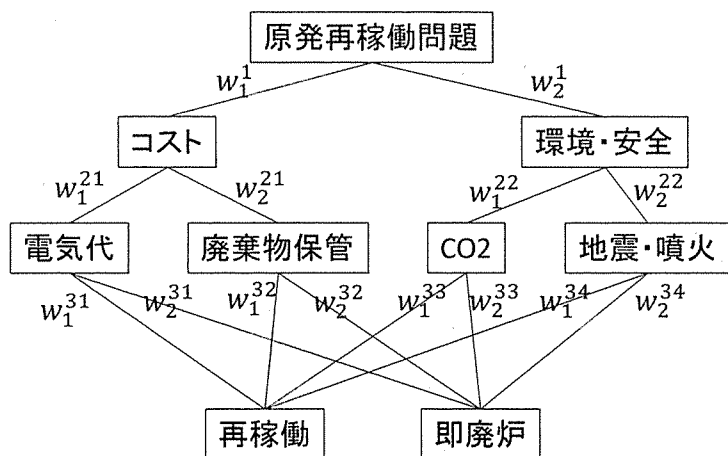 原発再稼働問題
w_1^1 w_2^1
コスト 環境・安全
w_1^{21} w_2^{21} w_1^{22} w_2^{22}
電気代 廃棄物保管 CO2 地震・噴火
w_1^{31} w_2^{31} w_1^{32} w_2^{32} w_1^{33} w_2^{33} w_1^{34} w_2^{34}
再稼働 即廃炉